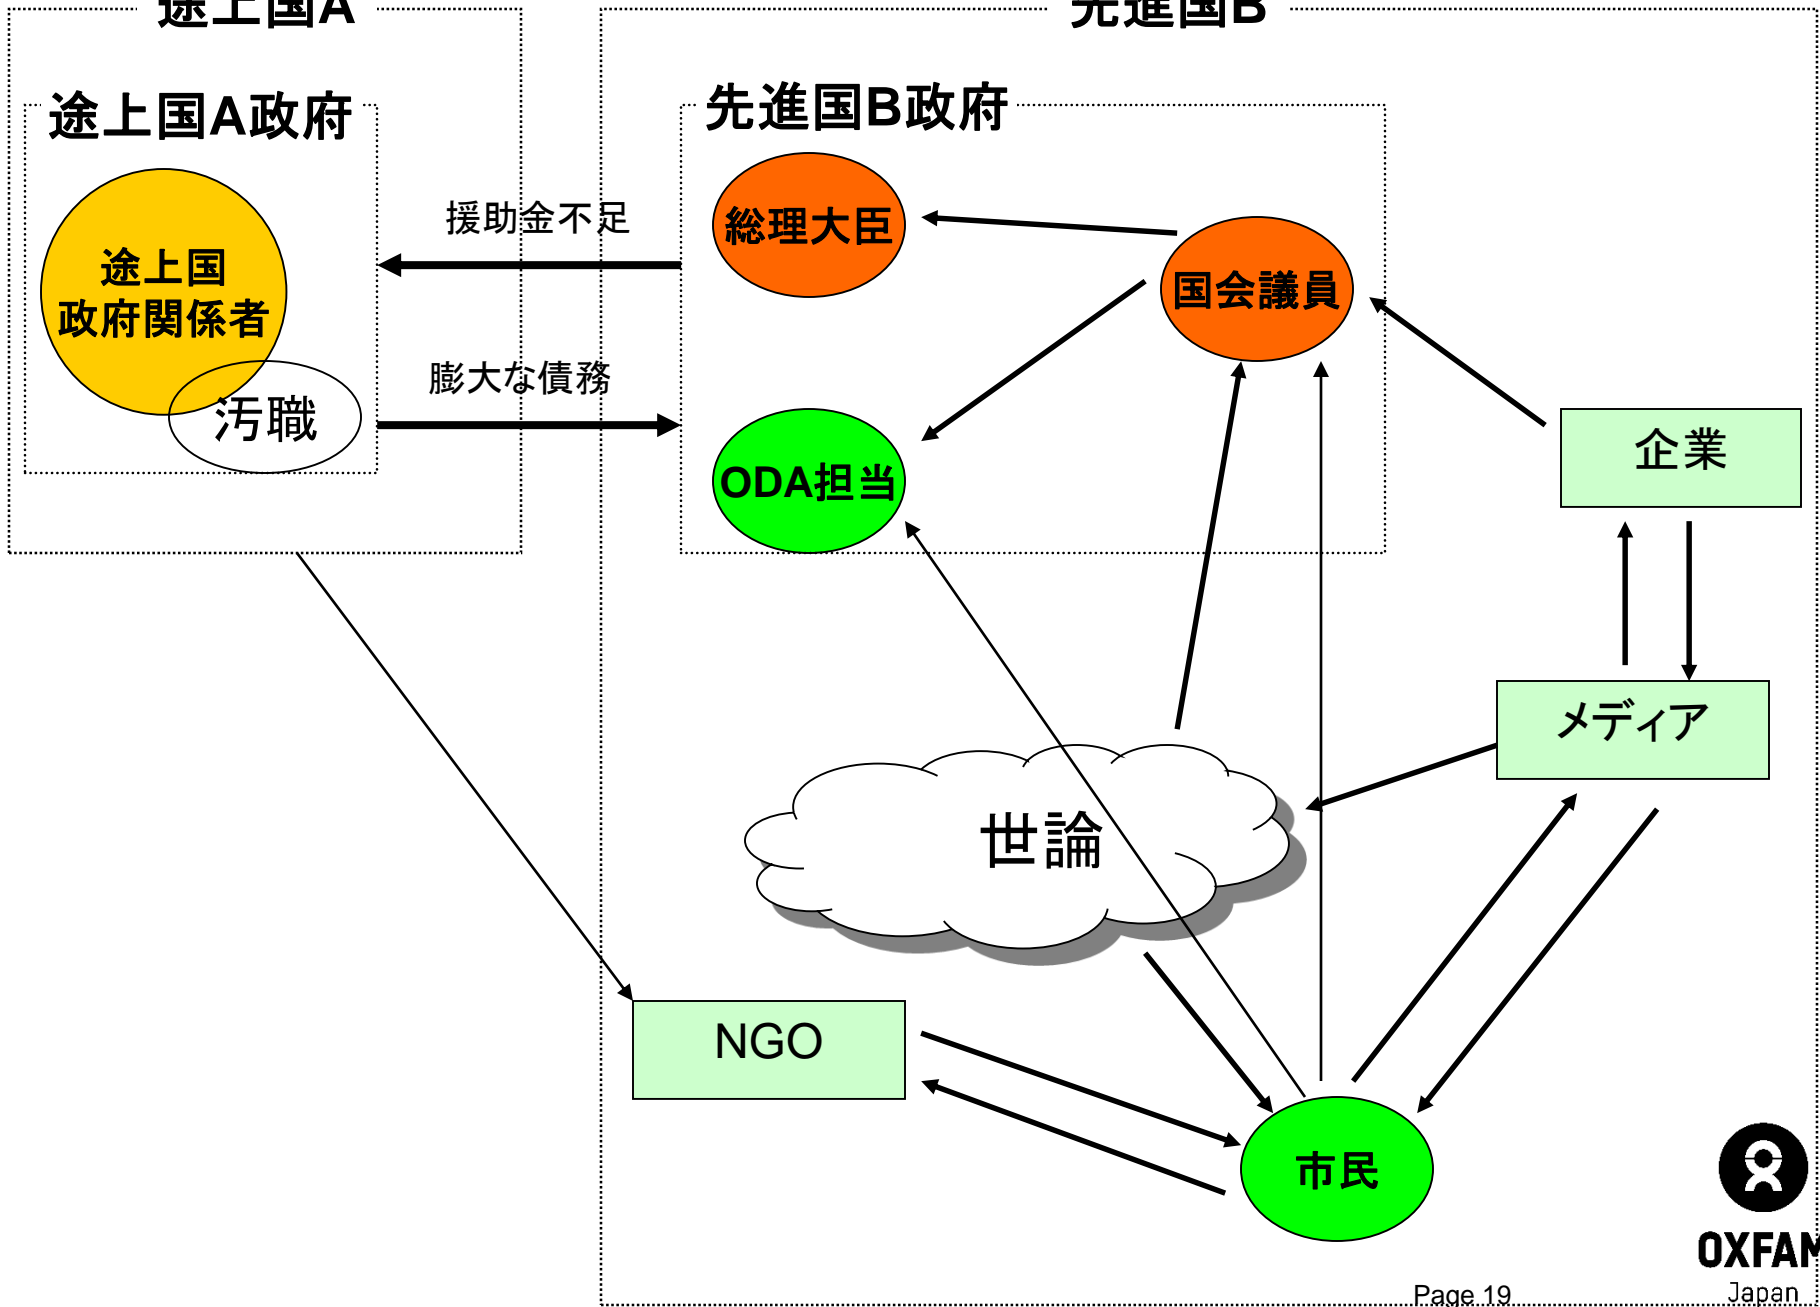 途上国A
先進国B
途上国A政府
先進国B政府
途上国
政府関係者
汚職
援助金不足
膨大な債務
総理大臣
国会議員
ODA担当
企業
メディア
世論
NGO
市民
OXFAM
Japan
Page 19